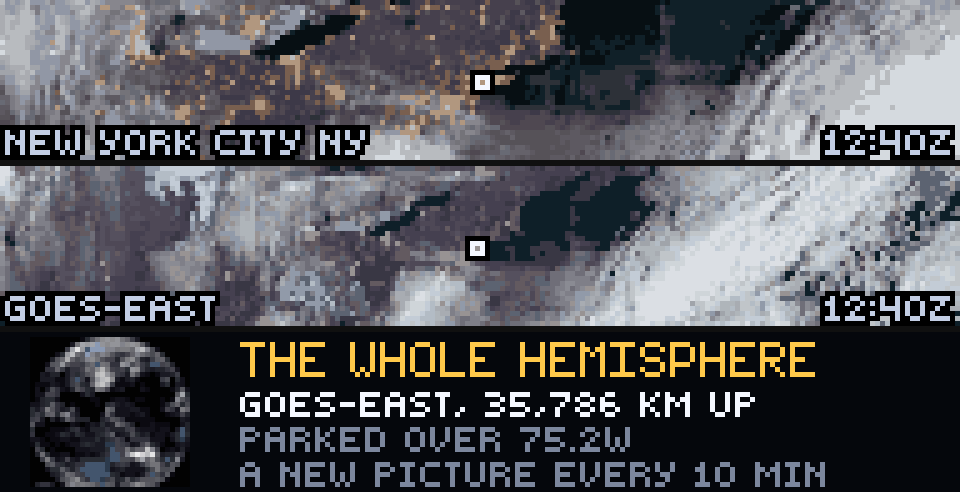 NEW YORK CITY NY
12:40Z
GOES-EAST
12:40Z
THE WHOLE HEMISPHERE
GOES-EAST, 35,786 KM UP
PARKED OVER 75.2W
A NEW PICTURE EVERY 10 MIN